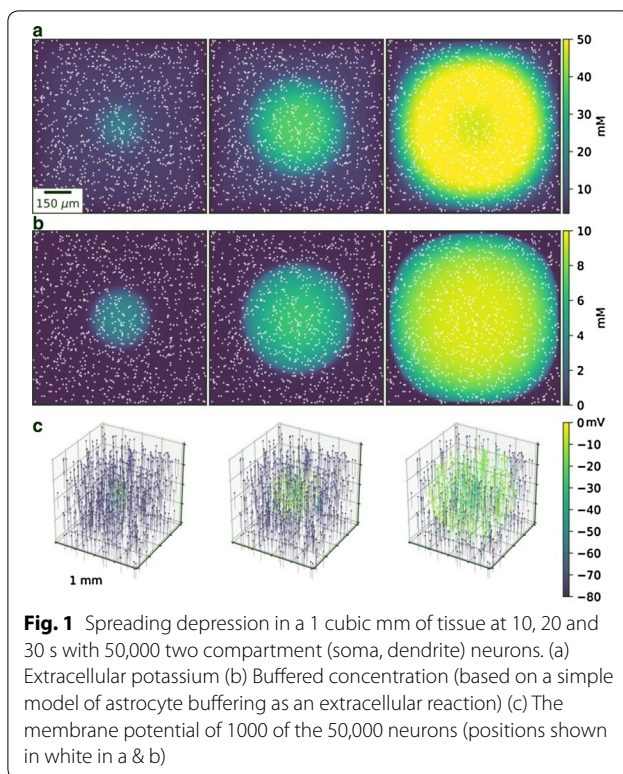 a
50
40
30
20
10
mM
150 μm
b
10
8
6
4
2
0
mM
c
0 mV
−10
−20
−30
−40
−50
−60
−70
−80
1 mm
Fig. 1 Spreading depression in a 1 cubic mm of tissue at 10, 20 and
30 s with 50,000 two compartment (soma, dendrite) neurons. (a)
Extracellular potassium (b) Buffered concentration (based on a simple
model of astrocyte buffering as an extracellular reaction) (c) The
membrane potential of 1000 of the 50,000 neurons (positions shown
in white in a & b)